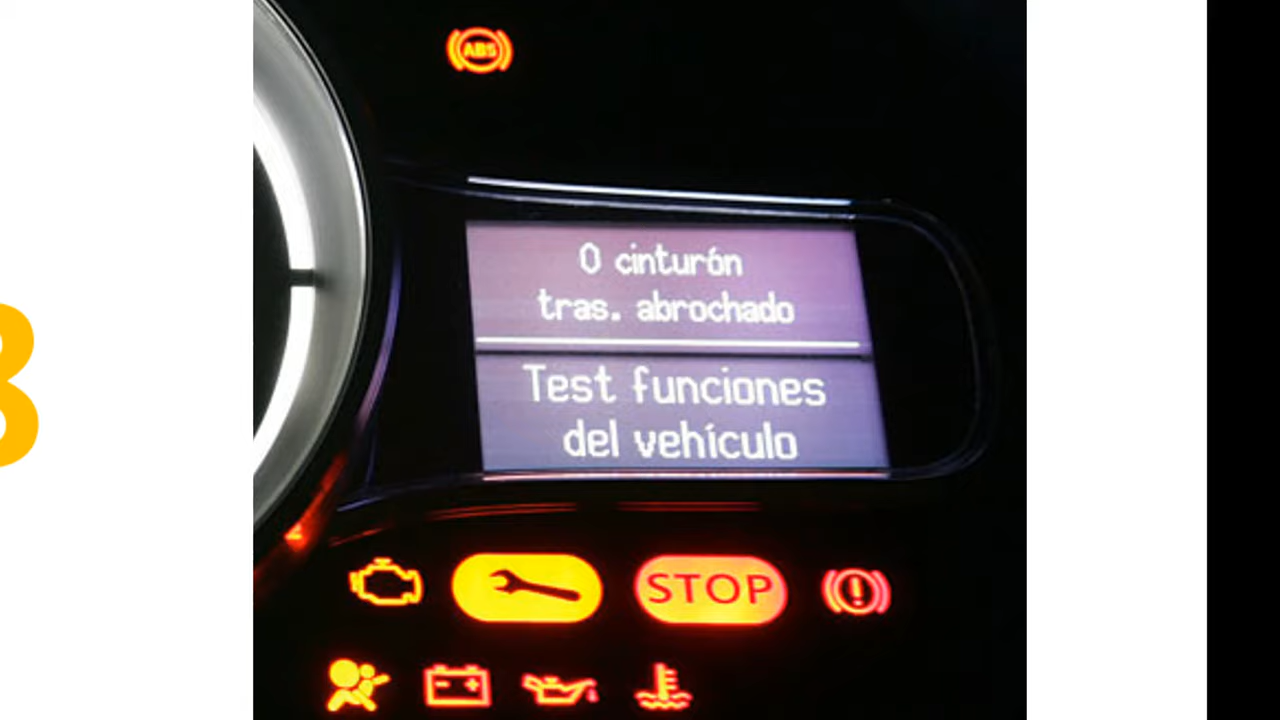 ABS
0 cinturón
tras. abrochado
Test funciones
del vehículo
STOP